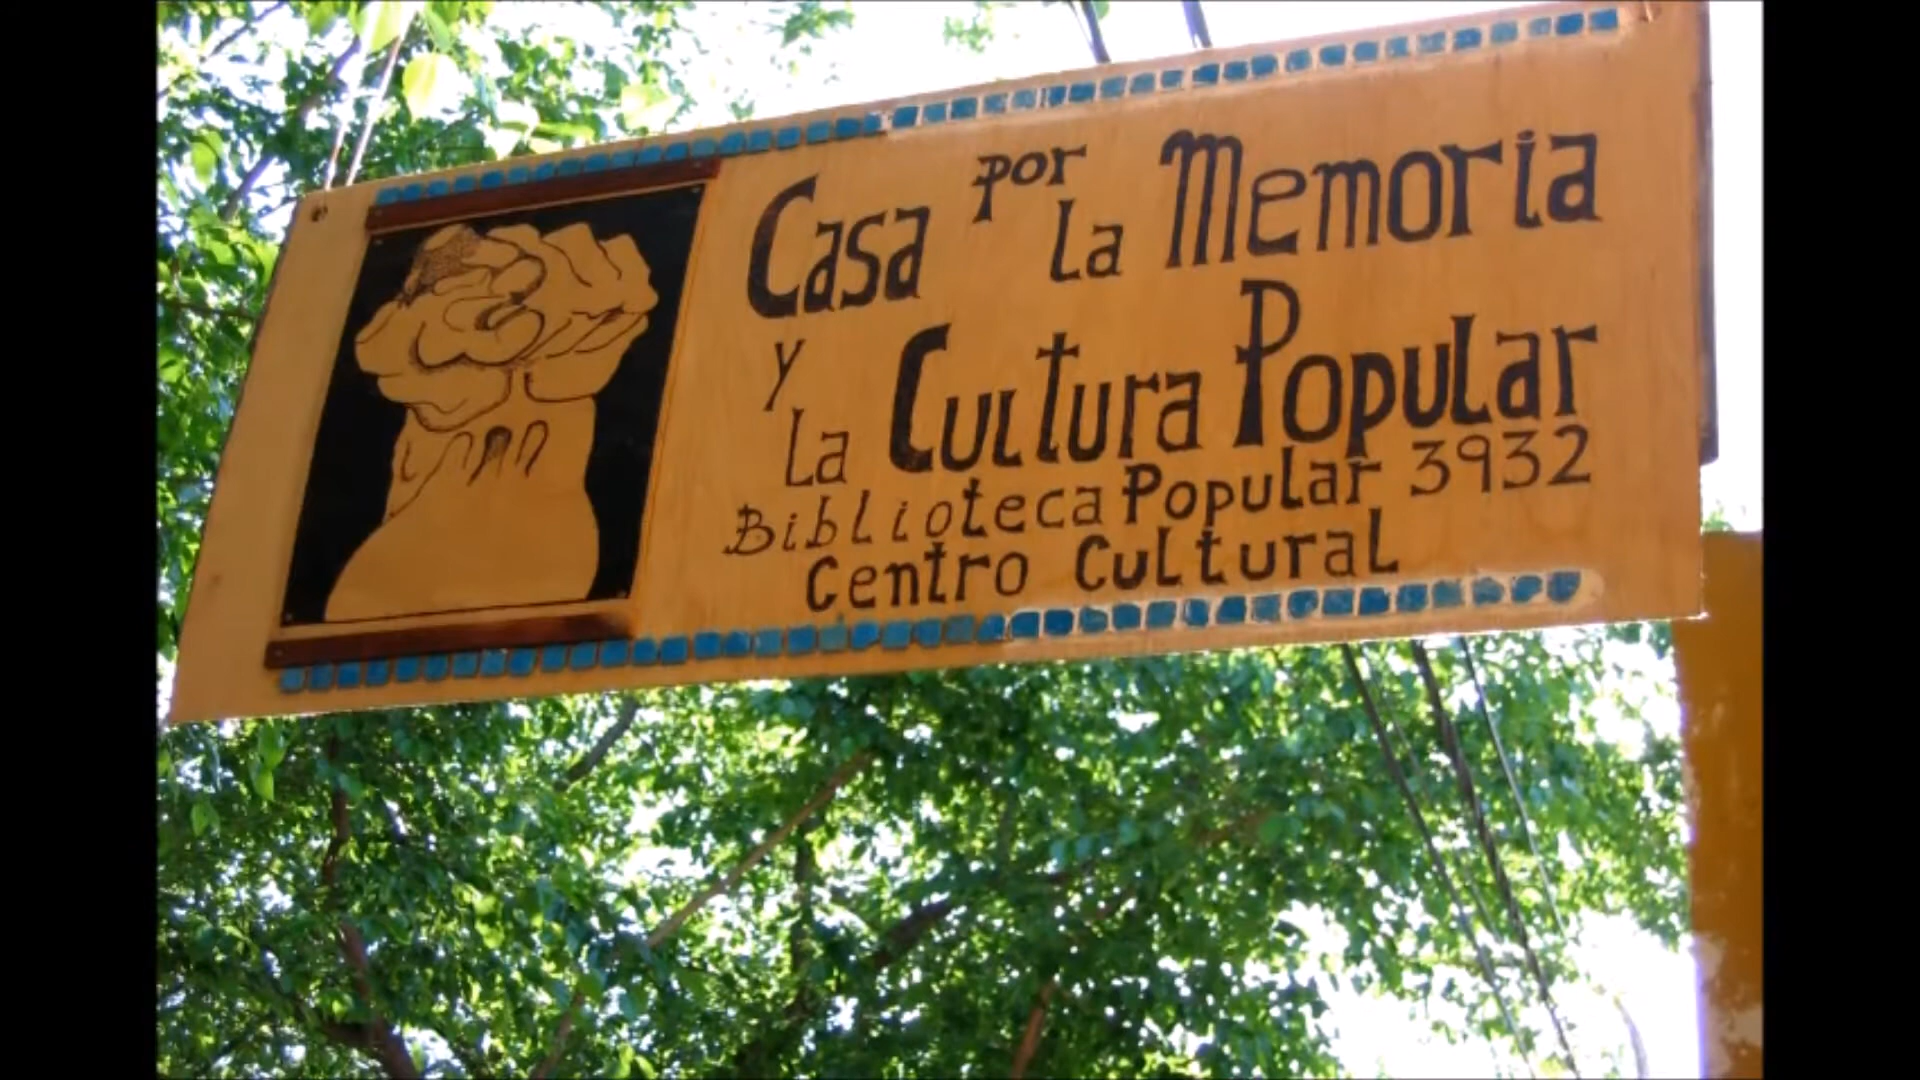 Casa por la Memoria
y la Cultura Popular
Biblioteca Popular 3932
Centro Cultural